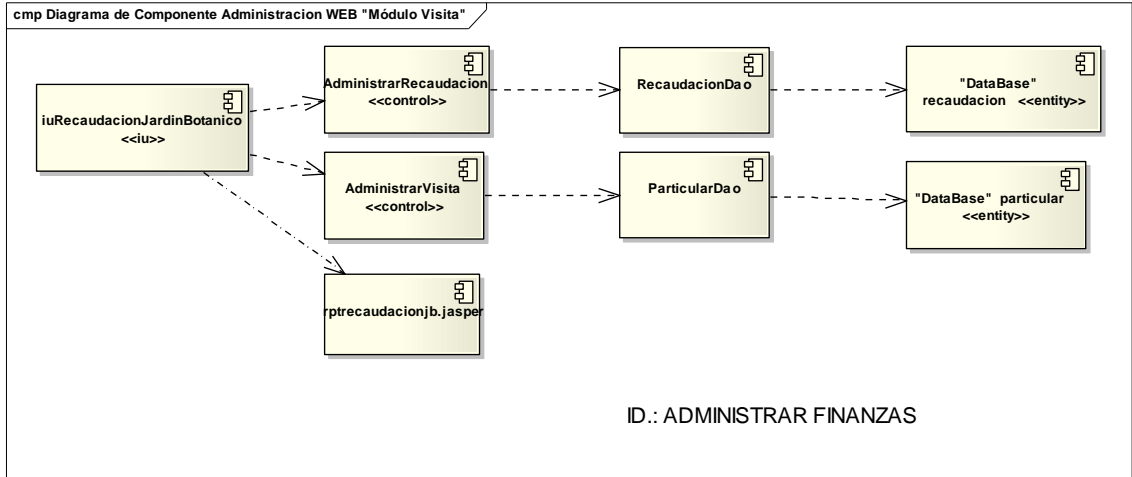 cmp Diagrama de Componente Administracion WEB "Módulo Visita"
iuRecaudacionJardinBotanico
<<iu>>
AdministrarRecaudacion
<<control>>
RecaudacionDao
"DataBase"
recaudacion <<entity>>
AdministrarVisita
<<control>>
ParticularDao
"DataBase" particular
<<entity>>
rptrecaudacionjb.jasper
ID.: ADMINISTRAR FINANZAS